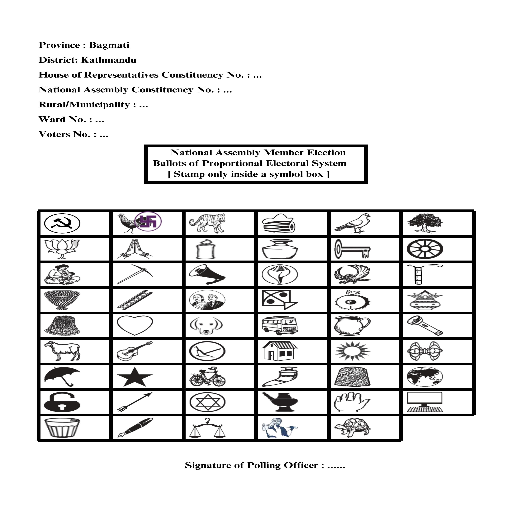 Province : Bagmati
District: Kathmandu
House of Representatives Constituency No. : ...
National Assembly Constituency No. : ...
Rural/Municipality : ...
Ward No. : ...
Voters No. : ...
National Assembly Member Election
Ballots of Proportional Electoral System
[ Stamp only inside a symbol box ]
Signature of Polling Officer : ......